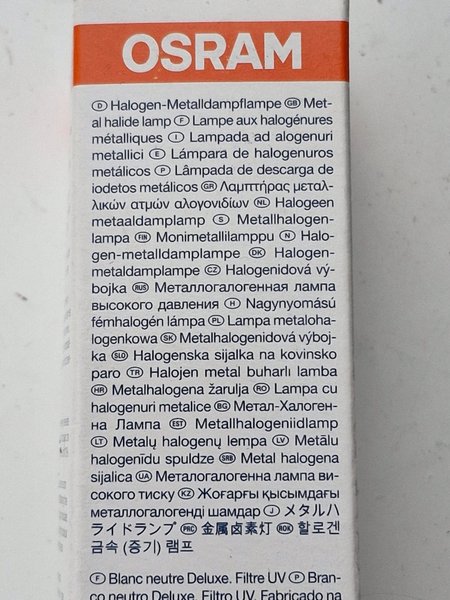 OSRAM
D Halogen-Metalldampflampe GB Met-
al halide lamp F Lampe aux halogénures
métalliques I Lampada ad alogenuri
metallici E Lámpara de halogenuros
metálicos P Lâmpada de descarga de
iodetos metálicos GR Λαμπτήρας μεταλ-
λικών ατμών αλογονιδίων NL Halogeen
metaaldamplamp S Metallhalogen-
lampa FIN Monimetallilamppu N Halo-
gen-metalldamplampe DK Halogen-
metaldamplampe CZ Halogenidová vý-
bojka RUS Металлогалогенная лампа
высокого давления H Nagynyomású
fémhalogén lámpa PL Lampa metaloha-
logenkowa SK Metalhalogenidová výboj-
ka SLO Halogenska sijalka na kovinsko
paro TR Halojen metal buharlı lamba
HR Metalhalogena žarulja RO Lampa cu
halogenuri metalice BG Метал-Халоген-
на Лампа EST Metallhalogeniidlamp
LT Metalų halogenų lempa LV Metālu
halogenīdu spuldze SRB Metal halogena
sijalica UA Металогалогенна лампа ви-
сокого тиску KZ Жоғарғы қысымдағы
металлогалогенді шамдар J メタルハ
ライドランプ PRC 金属卤素灯 ROK 할로겐
금속 (증기) 램프
F Blanc neutre Deluxe. Filtre UV P Bran-
co neutro Deluxe. Filtro UV. Fabricado na